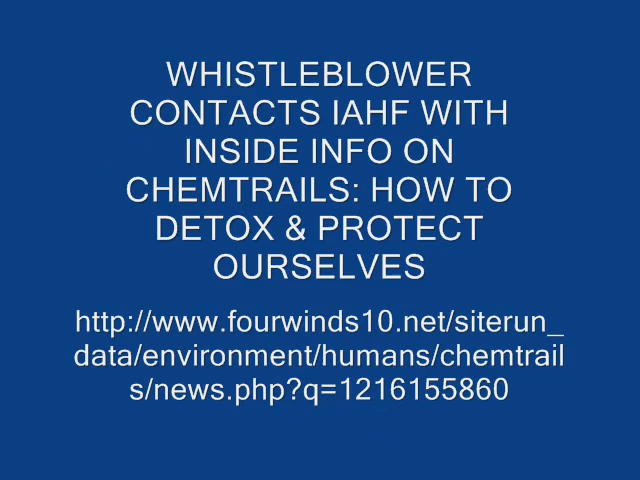 WHISTLEBLOWER
CONTACTS IAHF WITH
INSIDE INFO ON
CHEMTRAILS: HOW TO
DETOX & PROTECT
OURSELVES
http://www.fourwinds10.net/siterun_
data/environment/humans/chemtrail
s/news.php?q=1216155860